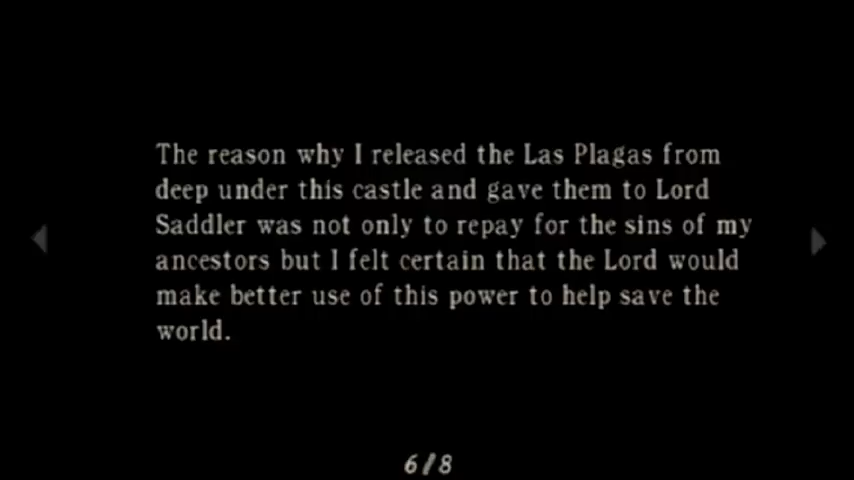 The reason why I released the Las Plagas from
deep under this castle and gave them to Lord
Saddler was not only to repay for the sins of my
ancestors but I felt certain that the Lord would
make better use of this power to help save the
world.
6/8